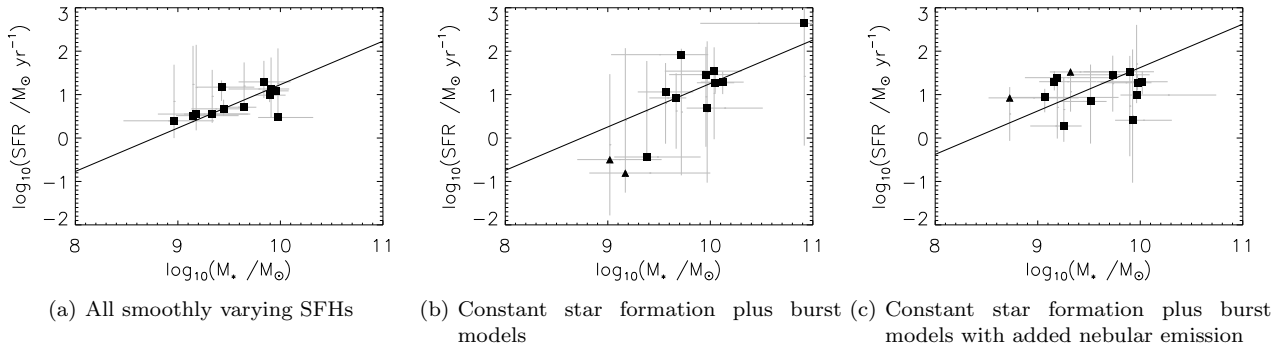 3
2
1
0
−1
−2
log10(SFR /M☉ yr−1)
8 9 10 11
log10(M* /M☉)
(a) All smoothly varying SFHs
3
2
1
0
−1
−2
log10(SFR /M☉ yr−1)
8 9 10 11
log10(M* /M☉)
(b) Constant star formation plus burst
models
3
2
1
0
−1
−2
log10(SFR /M☉ yr−1)
8 9 10 11
log10(M* /M☉)
(c) Constant star formation plus burst
models with added nebular emission